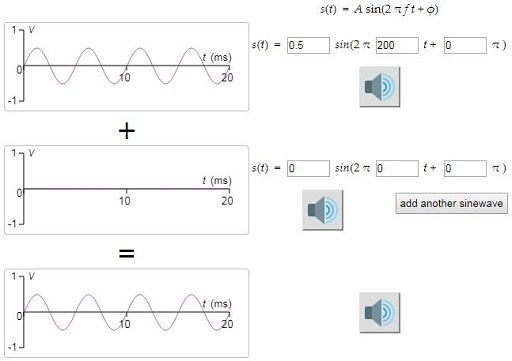 s(t) = A sin(2 π f t + φ)
1 V
s(t) = 0.5 sin(2 π 200 t + 0 π )
t (ms)
0
10 20
-1
+
1 V
s(t) = 0 sin(2 π 0 t + 0 π )
t (ms)
0
10 20
add another sinewave
-1
=
1 V
t (ms)
0
10 20
-1